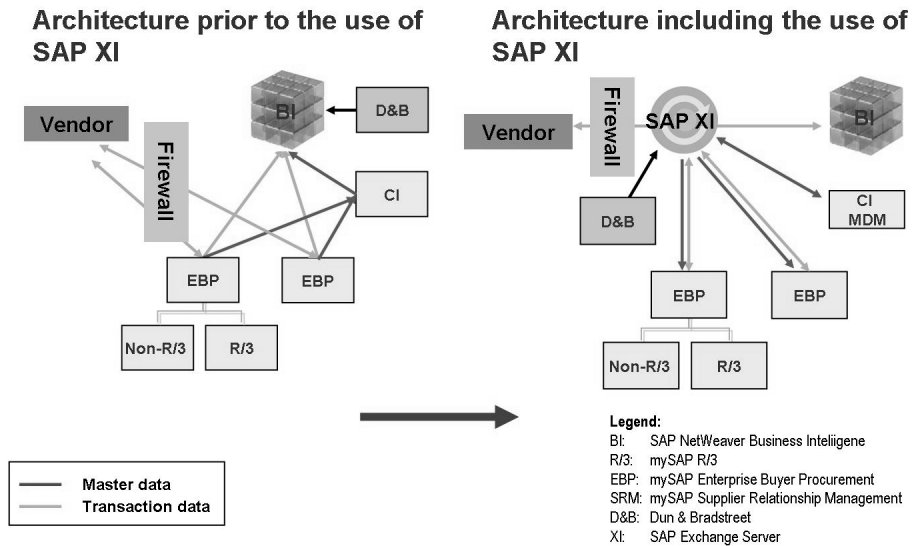 Architecture prior to the use of
SAP XI
Architecture including the use of
SAP XI
Vendor
Firewall
BI
D&B
CI
EBP
EBP
Non-R/3
R/3
Vendor
Firewall
SAP XI
BI
D&B
CI
MDM
EBP
EBP
Non-R/3
R/3
Master data
Transaction data
Legend:
BI: SAP NetWeaver Business Inteliigene
R/3: mySAP R/3
EBP: mySAP Enterprise Buyer Procurement
SRM: mySAP Supplier Relationship Management
D&B: Dun & Bradstreet
XI: SAP Exchange Server